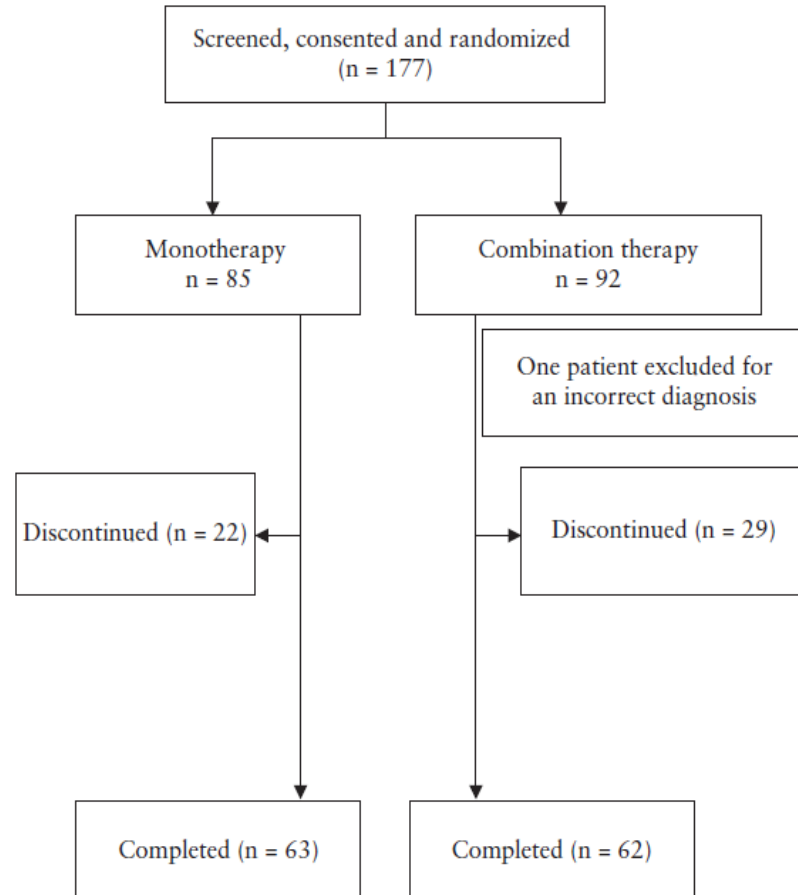 Screened, consented and randomized
(n = 177)
Monotherapy
n = 85
Combination therapy
n = 92
One patient excluded for
an incorrect diagnosis
Discontinued (n = 22)
Discontinued (n = 29)
Completed (n = 63)
Completed (n = 62)